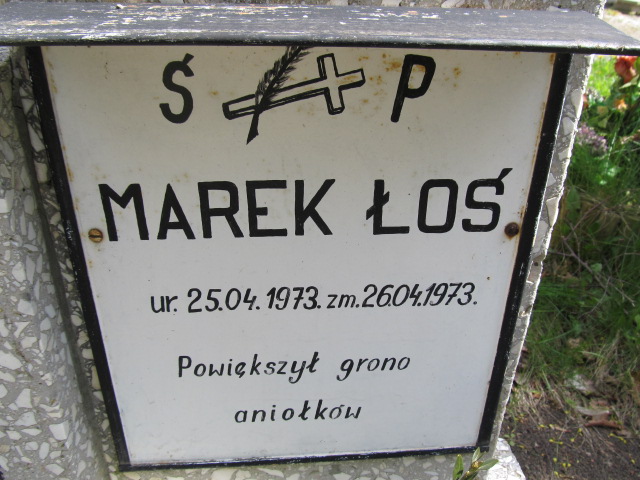 Ś P
MAREK ŁOŚ
ur. 25.04.1973. zm. 26.04.1973.
Powiększył grono
aniołków